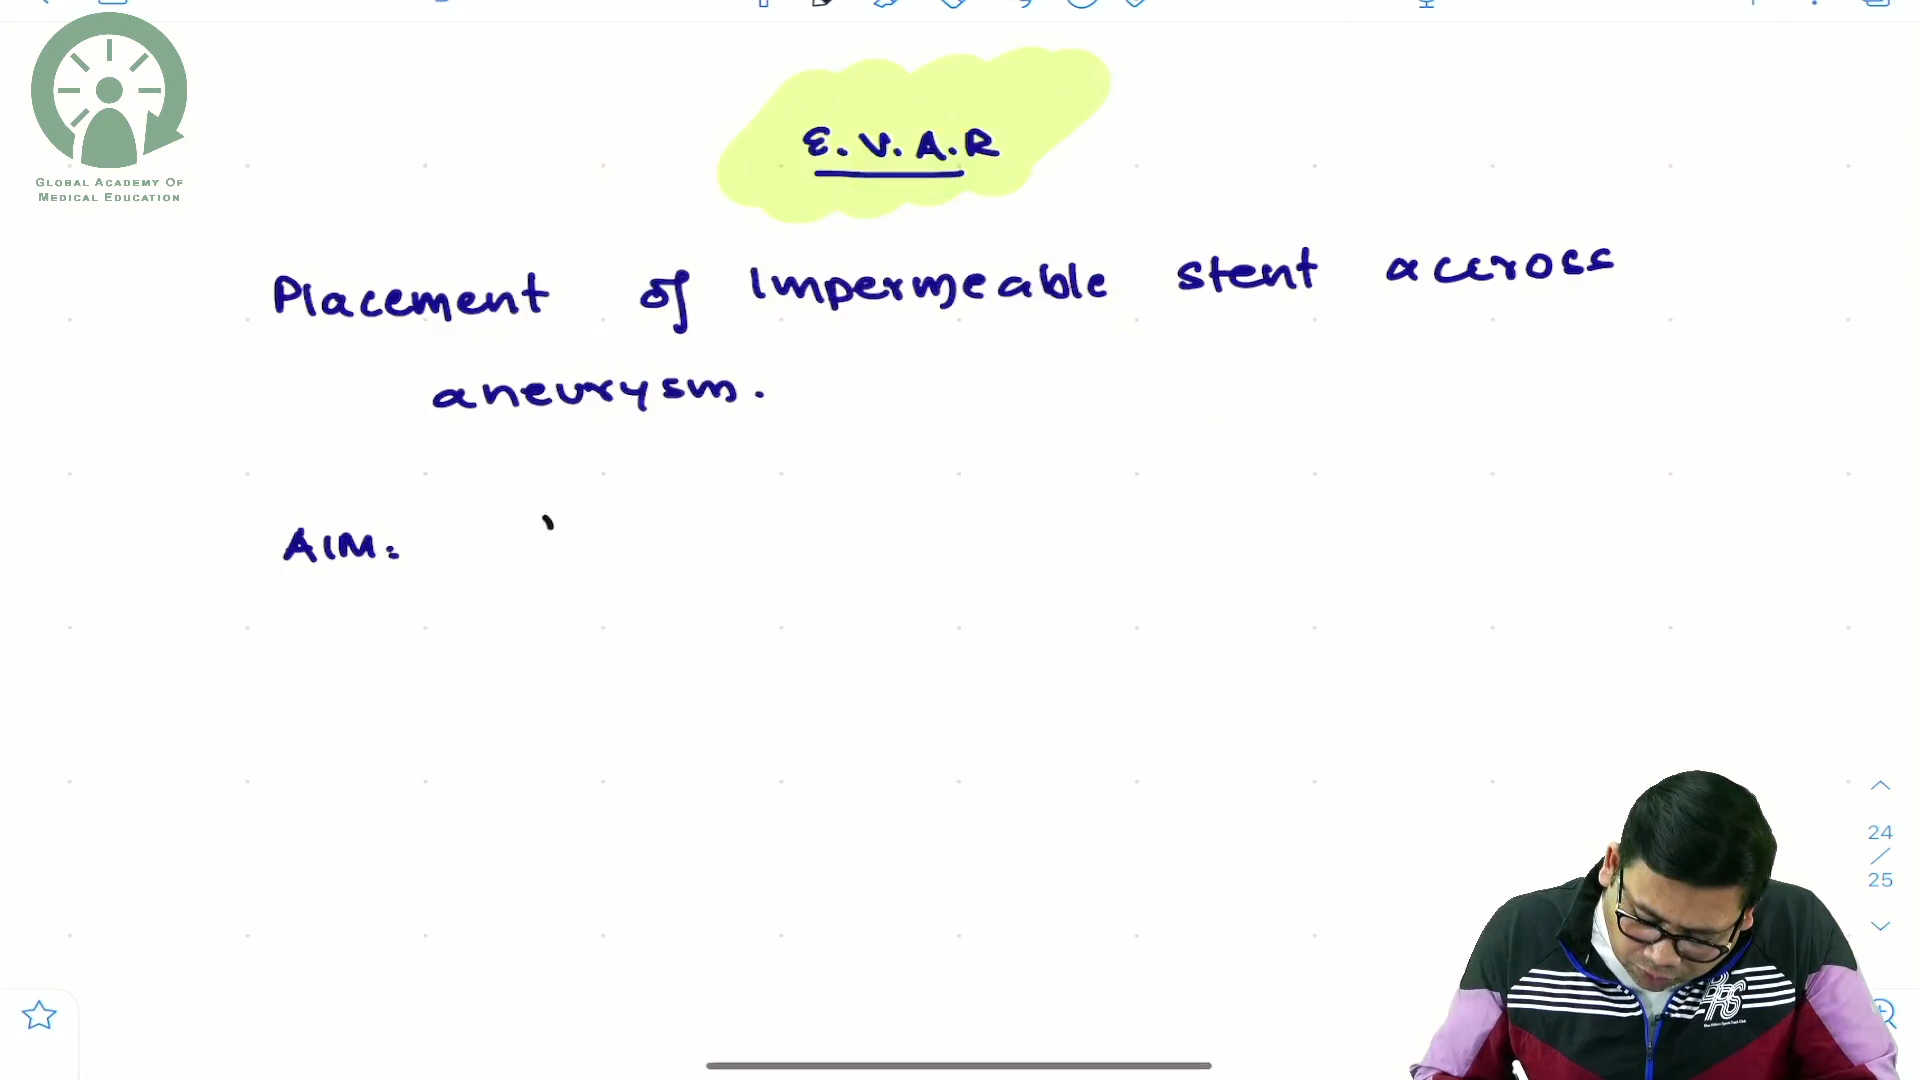 GLOBAL ACADEMY OF
MEDICAL EDUCATION
E.V.A.R
Placement of Impermeable stent accross
aneurysm.
AIM:
24
25